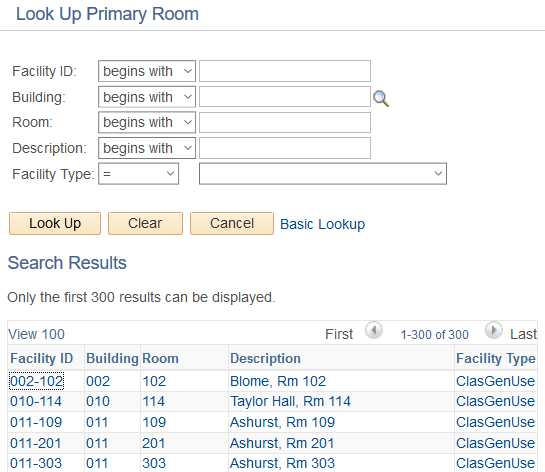 Look Up Primary Room
Facility ID: begins with
Building: begins with
Room: begins with
Description: begins with
Facility Type: =
Look Up Clear Cancel Basic Lookup
Search Results
Only the first 300 results can be displayed.
View 100 First 1-300 of 300 Last
Facility ID Building Room Description Facility Type
002-102 002 102 Blome, Rm 102 ClasGenUse
010-114 010 114 Taylor Hall, Rm 114 ClasGenUse
011-109 011 109 Ashurst, Rm 109 ClasGenUse
011-201 011 201 Ashurst, Rm 201 ClasGenUse
011-303 011 303 Ashurst, Rm 303 ClasGenUse